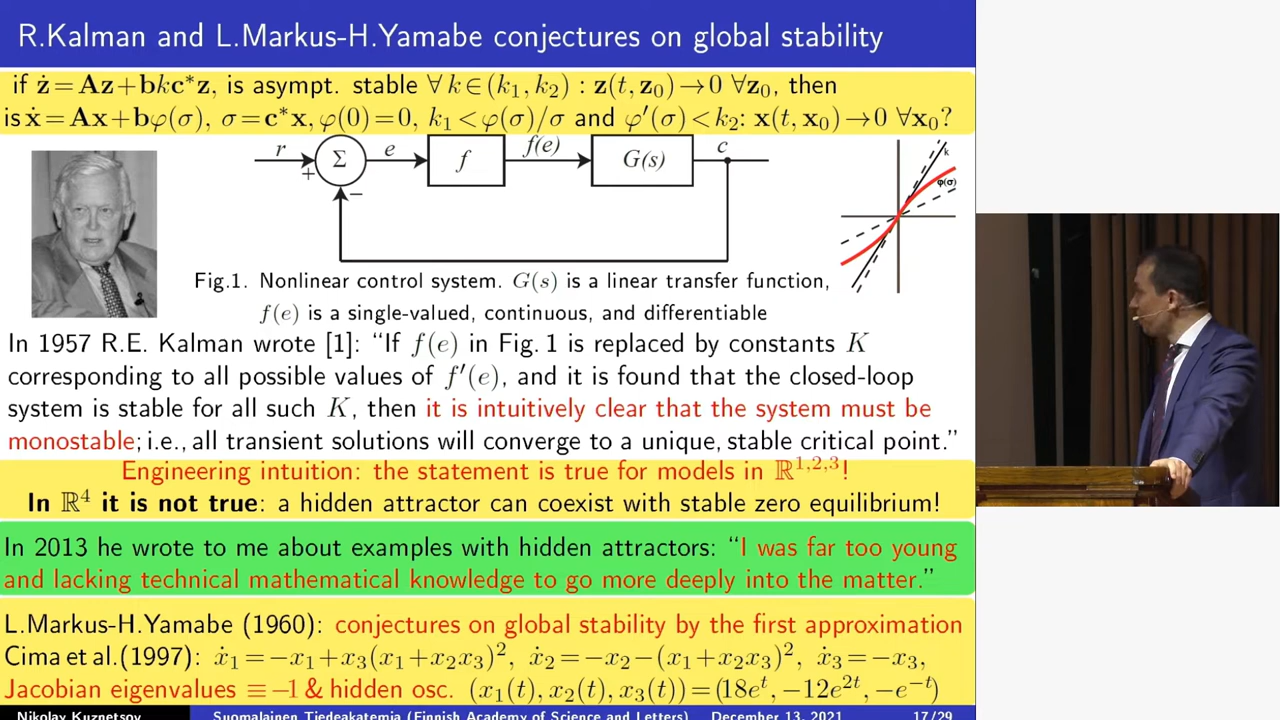 R.Kalman and L.Markus-H.Yamabe conjectures on global stability
if ż=Az+bkc*z, is asympt. stable ∀ k∈(k₁, k₂) : z(t, z₀)→0 ∀z₀, then
is ẋ=Ax+bφ(σ), σ=c*x, φ(0)=0, k₁<φ(σ)/σ and φ′(σ)<k₂: x(t, x₀)→0 ∀x₀?
r + Σ − e f f(e) G(s) c
k
φ(σ)
Fig.1. Nonlinear control system. G(s) is a linear transfer function,
f(e) is a single-valued, continuous, and differentiable
In 1957 R.E. Kalman wrote [1]: “If f(e) in Fig. 1 is replaced by constants K
corresponding to all possible values of f′(e), and it is found that the closed-loop
system is stable for all such K, then it is intuitively clear that the system must be
monostable; i.e., all transient solutions will converge to a unique, stable critical point.”
Engineering intuition: the statement is true for models in ℝ¹,²,³!
In ℝ⁴ it is not true: a hidden attractor can coexist with stable zero equilibrium!
In 2013 he wrote to me about examples with hidden attractors: “I was far too young
and lacking technical mathematical knowledge to go more deeply into the matter.”
L.Markus-H.Yamabe (1960): conjectures on global stability by the first approximation
Cima et al.(1997): ẋ₁=−x₁+x₃(x₁+x₂x₃)², ẋ₂=−x₂−(x₁+x₂x₃)², ẋ₃=−x₃,
Jacobian eigenvalues ≡−1 & hidden osc. (x₁(t), x₂(t), x₃(t))=(18eᵗ, −12e²ᵗ, −e⁻ᵗ)
Nikolay Kuznetsov Suomalainen Tiedeakatemia (Finnish Academy of Science and Letters) December 13, 2021 17/29